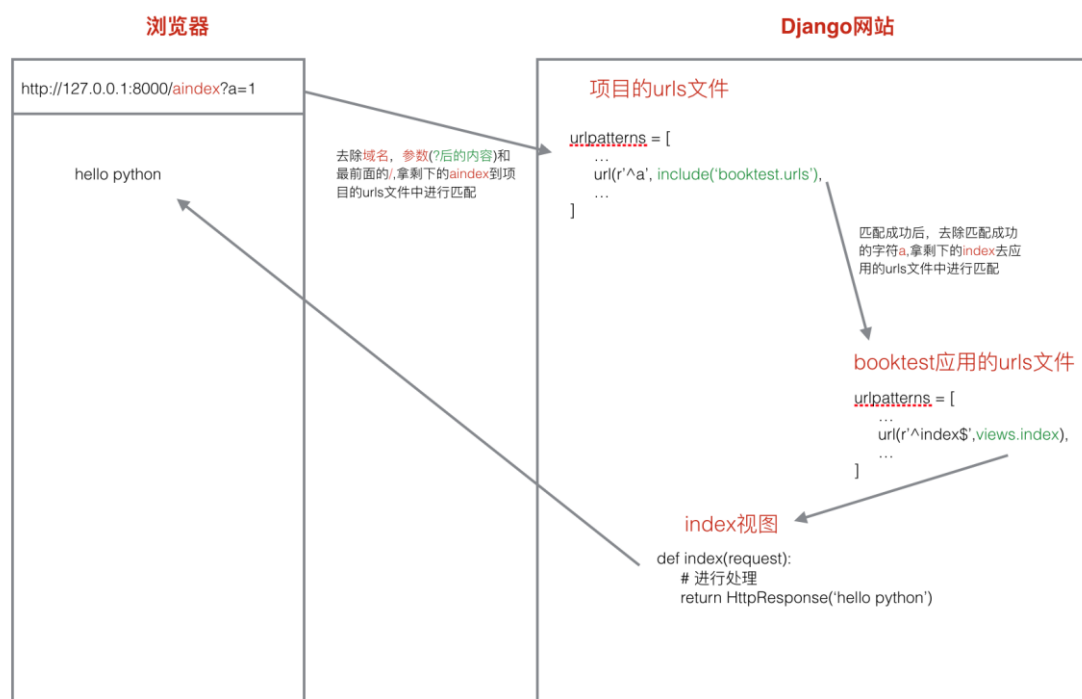 浏览器
Django网站
http://127.0.0.1:8000/aindex?a=1
hello python
去除域名，参数(?后的内容)和
最前面的/,拿剩下的aindex到项
目的urls文件中进行匹配
项目的urls文件
urlpatterns = [
…
url(r’^a’, include(‘booktest.urls’),
…
]
匹配成功后，去除匹配成功
的字符a,拿剩下的index去应
用的urls文件中进行匹配
booktest应用的urls文件
urlpatterns = [
…
url(r’^index$’,views.index),
…
]
index视图
def index(request):
# 进行处理
return HttpResponse(‘hello python’)